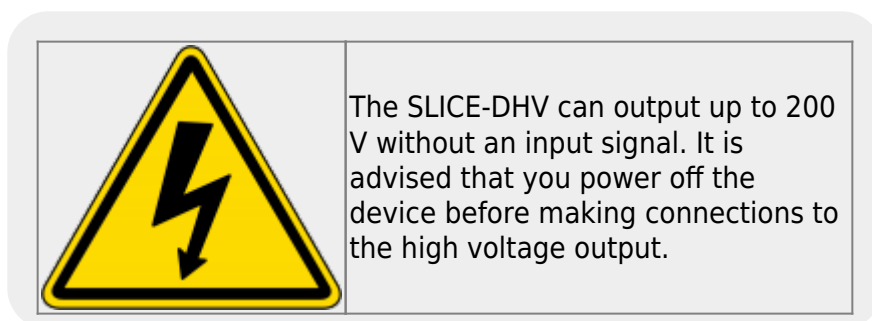 The SLICE-DHV can output up to 200
V without an input signal. It is
advised that you power off the
device before making connections to
the high voltage output.